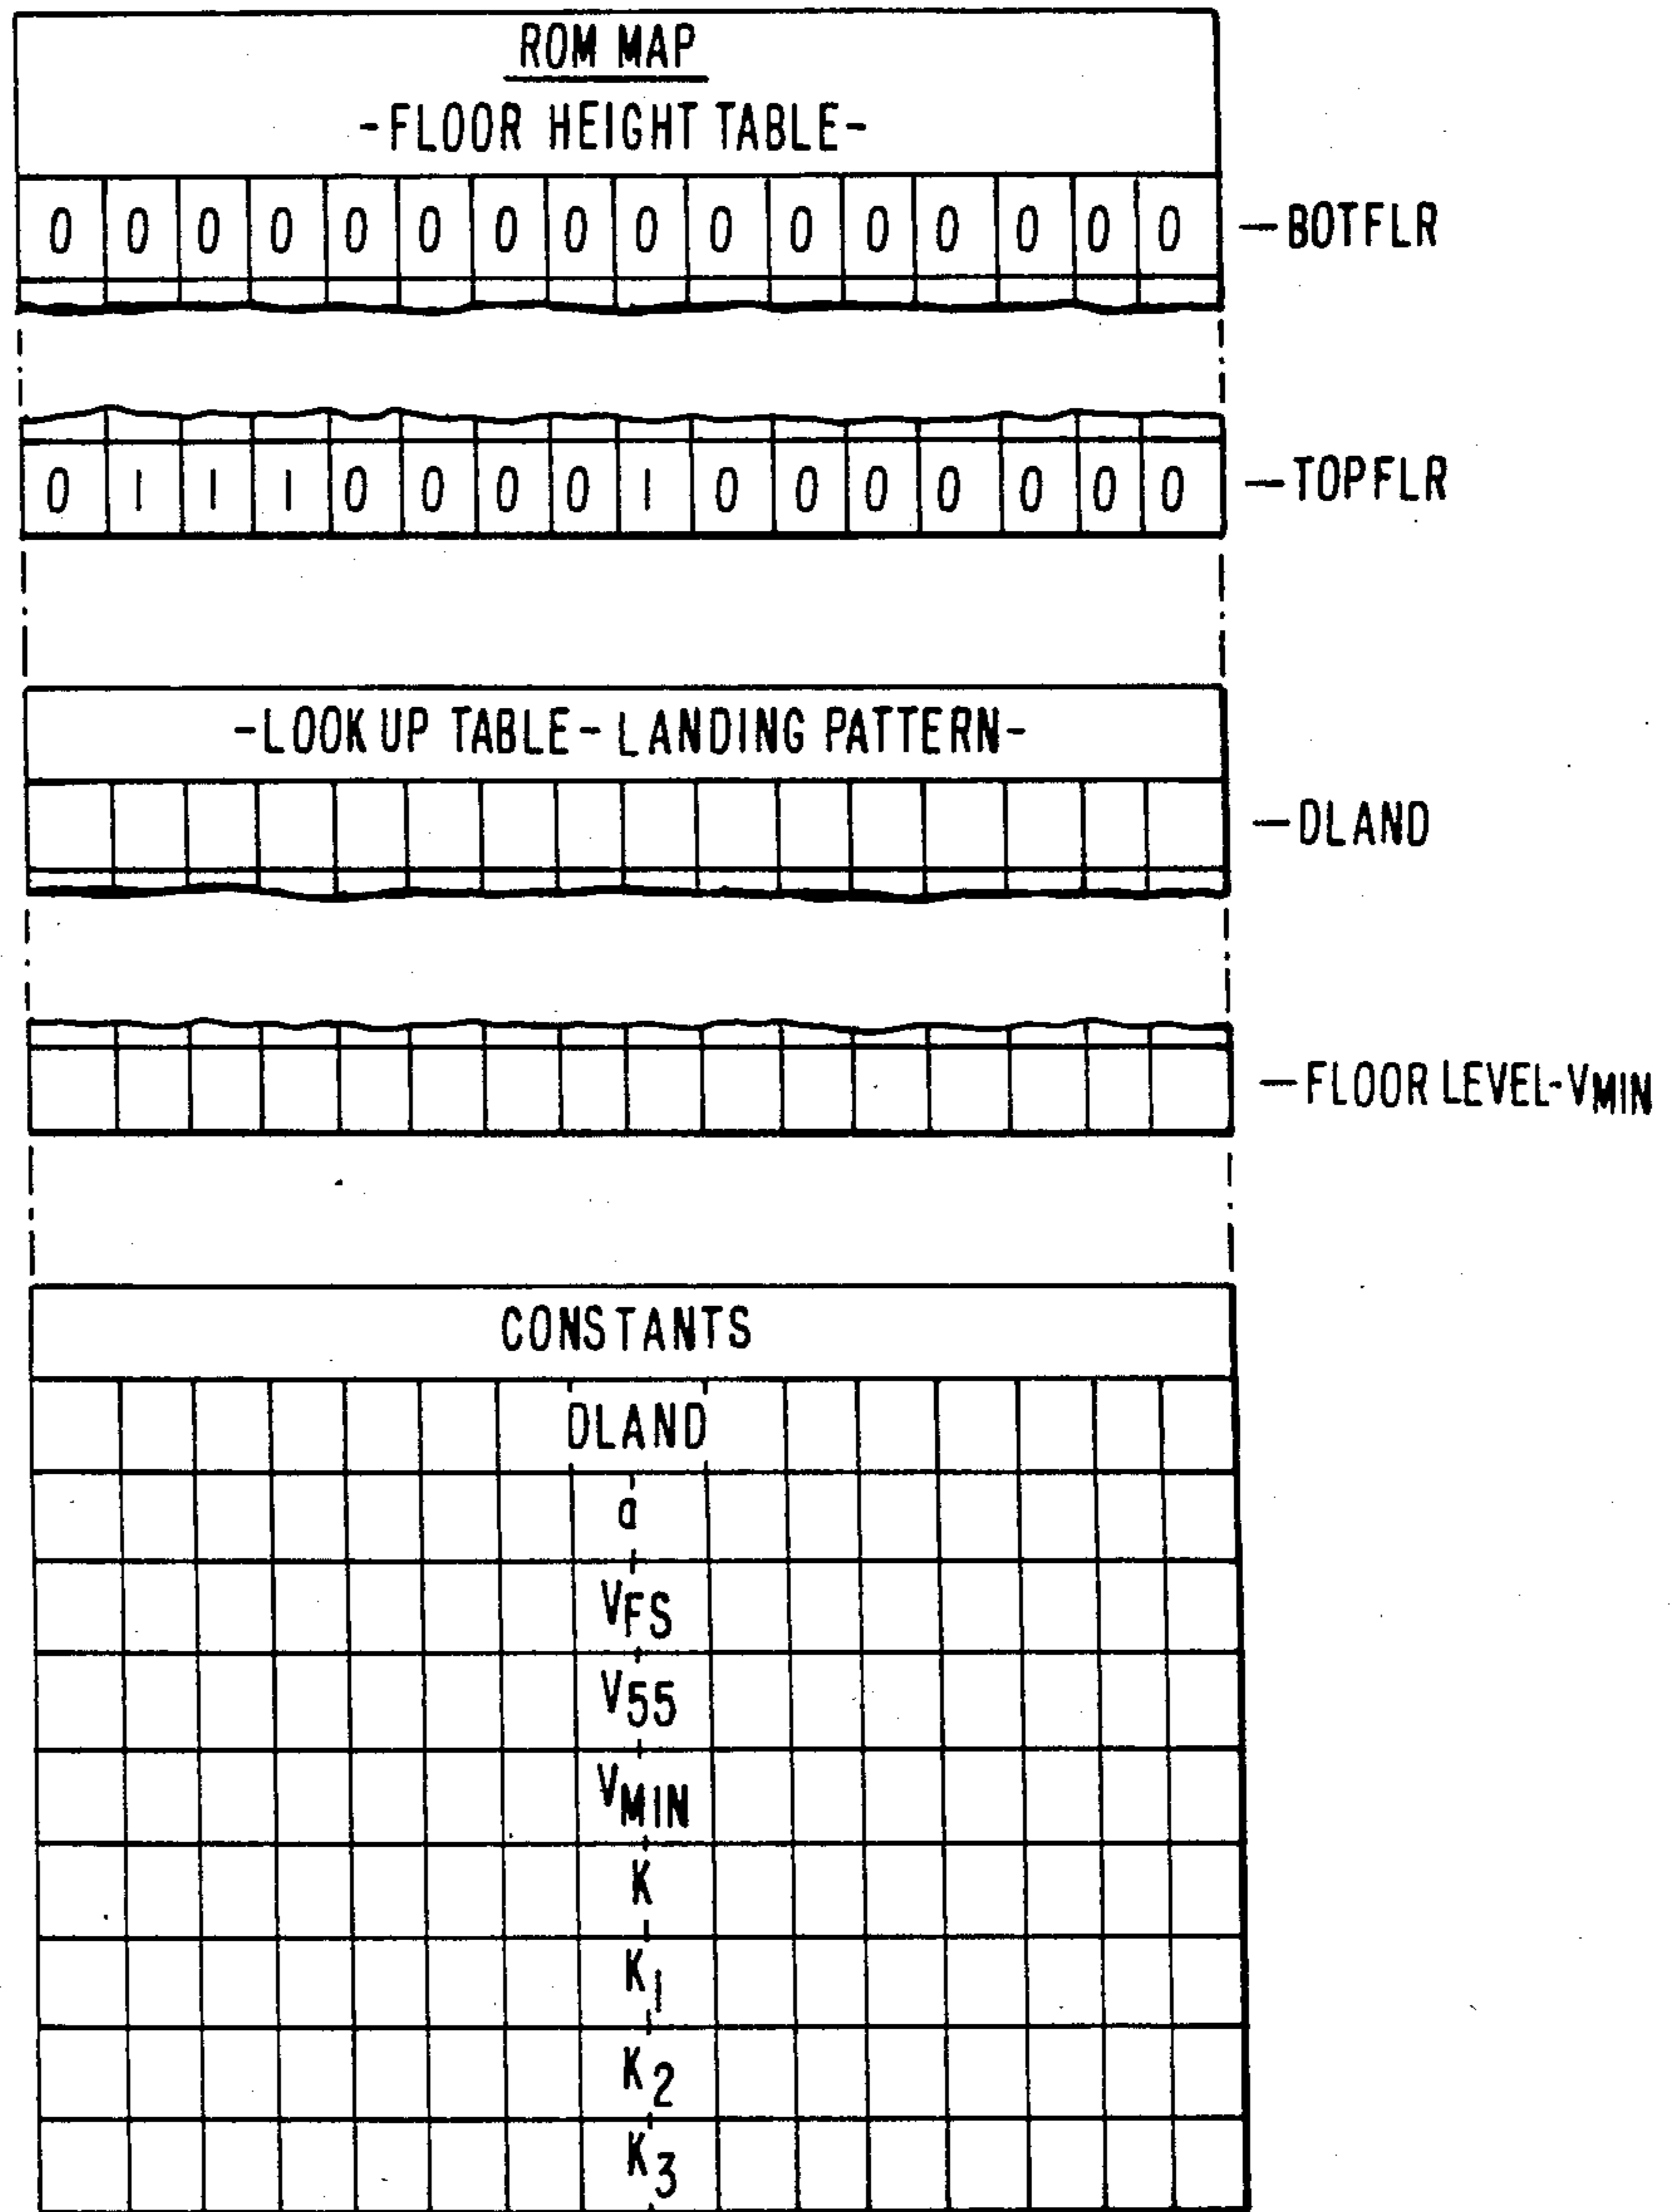 ROM MAP
-FLOOR HEIGHT TABLE-
0 0 0 0 0 0 0 0 0 0 0 0 0 0 0 0 —BOTFLR
0 1 1 1 0 0 0 0 1 0 0 0 0 0 0 0 —TOPFLR
-LOOK UP TABLE- LANDING PATTERN-
—DLAND
—FLOOR LEVEL-VMIN
CONSTANTS
DLAND
a
VFS
V55
VMIN
K
K1
K2
K3